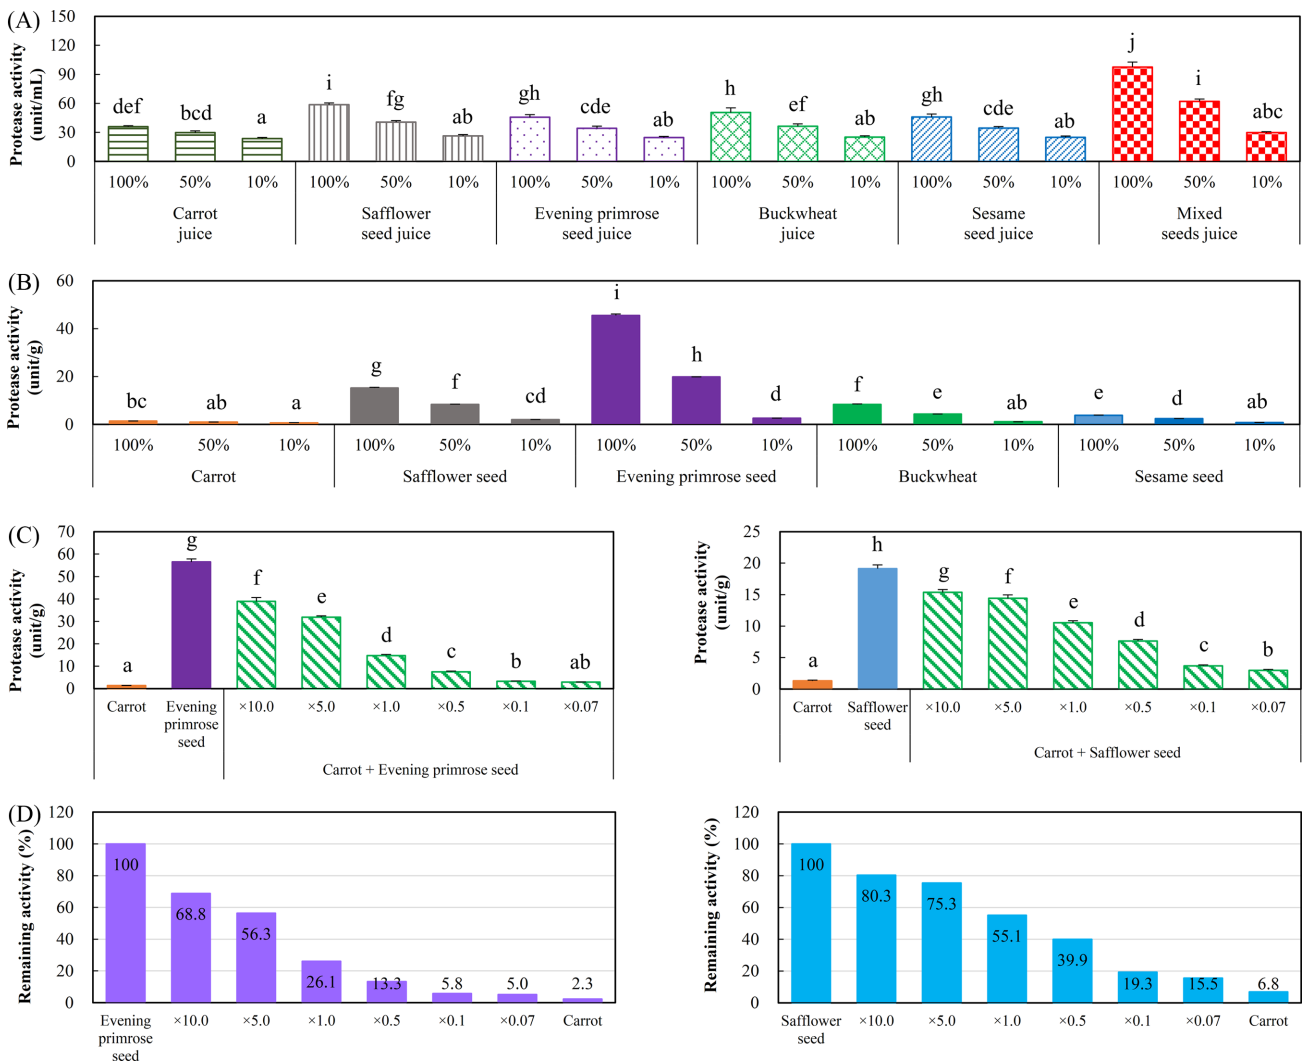 (A)
Protease activity
(unit/mL)
150
120
90
60
30
0
def
bcd
a
i
fg
ab
gh
cde
ab
h
ef
ab
gh
cde
ab
j
i
abc
100% 50% 10% 100% 50% 10% 100% 50% 10% 100% 50% 10% 100% 50% 10% 100% 50% 10%
Carrot
juice
Safflower
seed juice
Evening primrose
seed juice
Buckwheat
juice
Sesame
seed juice
Mixed
seeds juice
(B)
Protease activity
(unit/g)
60
40
20
0
bc
ab
a
g
f
cd
i
h
d
f
e
ab
e
d
ab
100% 50% 10% 100% 50% 10% 100% 50% 10% 100% 50% 10% 100% 50% 10%
Carrot
Safflower seed
Evening primrose seed
Buckwheat
Sesame seed
(C)
Protease activity
(unit/g)
70
60
50
40
30
20
10
0
a
g
f
e
d
c
b
ab
Carrot
Evening
primrose
seed
×10.0 ×5.0 ×1.0 ×0.5 ×0.1 ×0.07
Carrot + Evening primrose seed
Protease activity
(unit/g)
25
20
15
10
5
0
a
h
g
f
e
d
c
b
Carrot
Safflower
seed
×10.0 ×5.0 ×1.0 ×0.5 ×0.1 ×0.07
Carrot + Safflower seed
(D)
Remaining activity (%)
120
100
80
60
40
20
0
100
68.8
56.3
26.1
13.3
5.8
5.0
2.3
Evening
primrose
seed
×10.0 ×5.0 ×1.0 ×0.5 ×0.1 ×0.07 Carrot
Remaining activity (%)
120
100
80
60
40
20
0
100
80.3
75.3
55.1
39.9
19.3
15.5
6.8
Safflower
seed
×10.0 ×5.0 ×1.0 ×0.5 ×0.1 ×0.07 Carrot